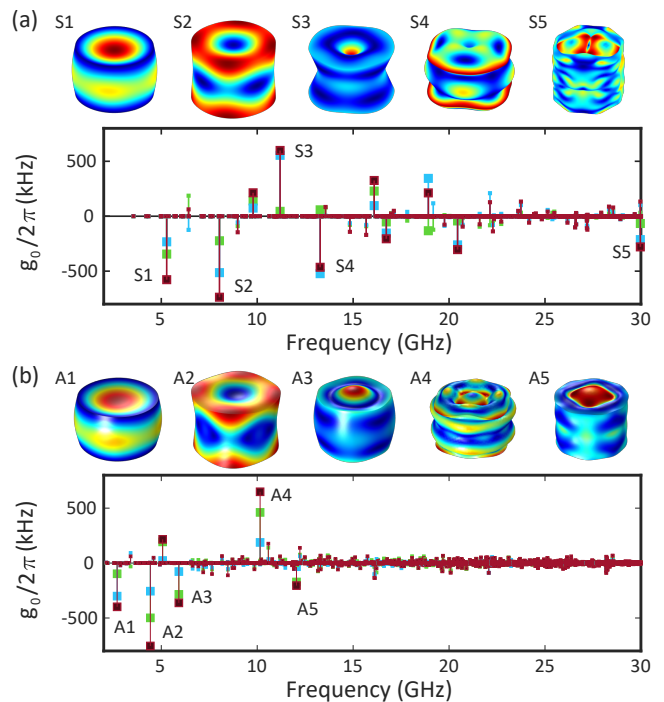 (a) S1 S2 S3 S4 S5
500
0
-500
g₀/2π (kHz)
S1 S2 S3 S4 S5
5 10 15 20 25 30
Frequency (GHz)
(b) A1 A2 A3 A4 A5
500
0
-500
g₀/2π (kHz)
A1 A2 A3 A4 A5
5 10 15 20 25 30
Frequency (GHz)